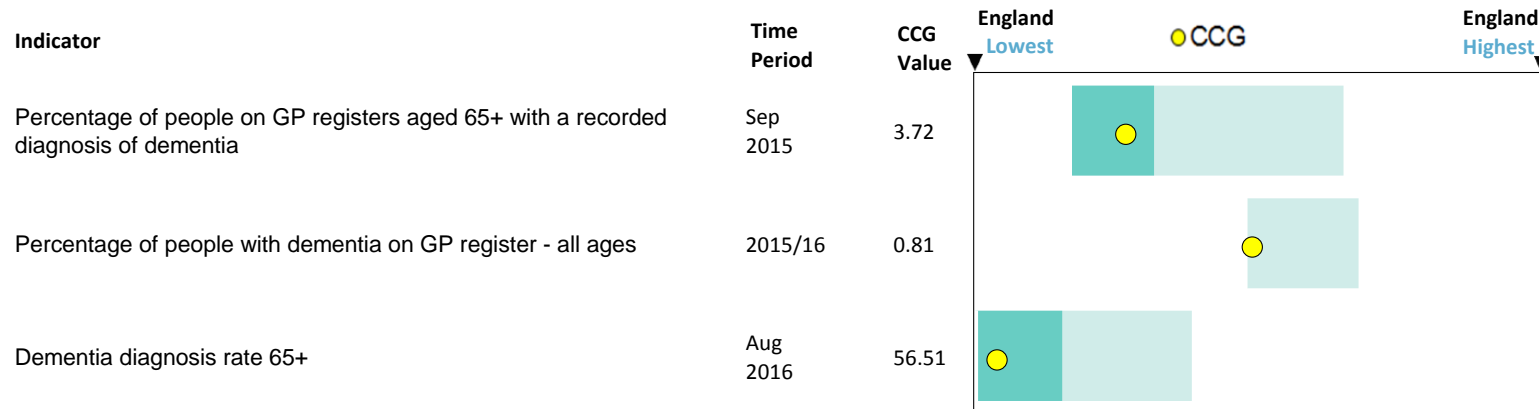 Indicator Time Period CCG Value England Lowest CCG England Highest
Percentage of people on GP registers aged 65+ with a recorded diagnosis of dementia Sep 2015 3.72
Percentage of people with dementia on GP register - all ages 2015/16 0.81
Dementia diagnosis rate 65+ Aug 2016 56.51